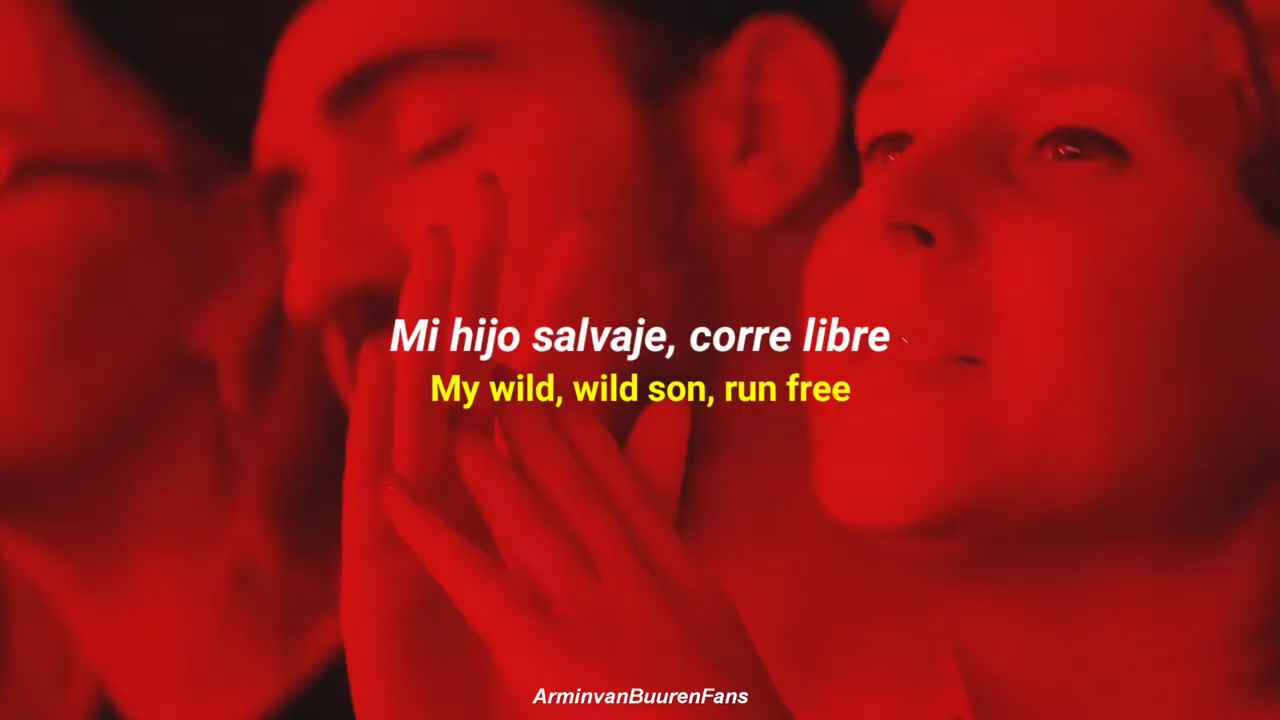 Mi hijo salvaje, corre libre
My wild, wild son, run free
ArminvanBuurenFans